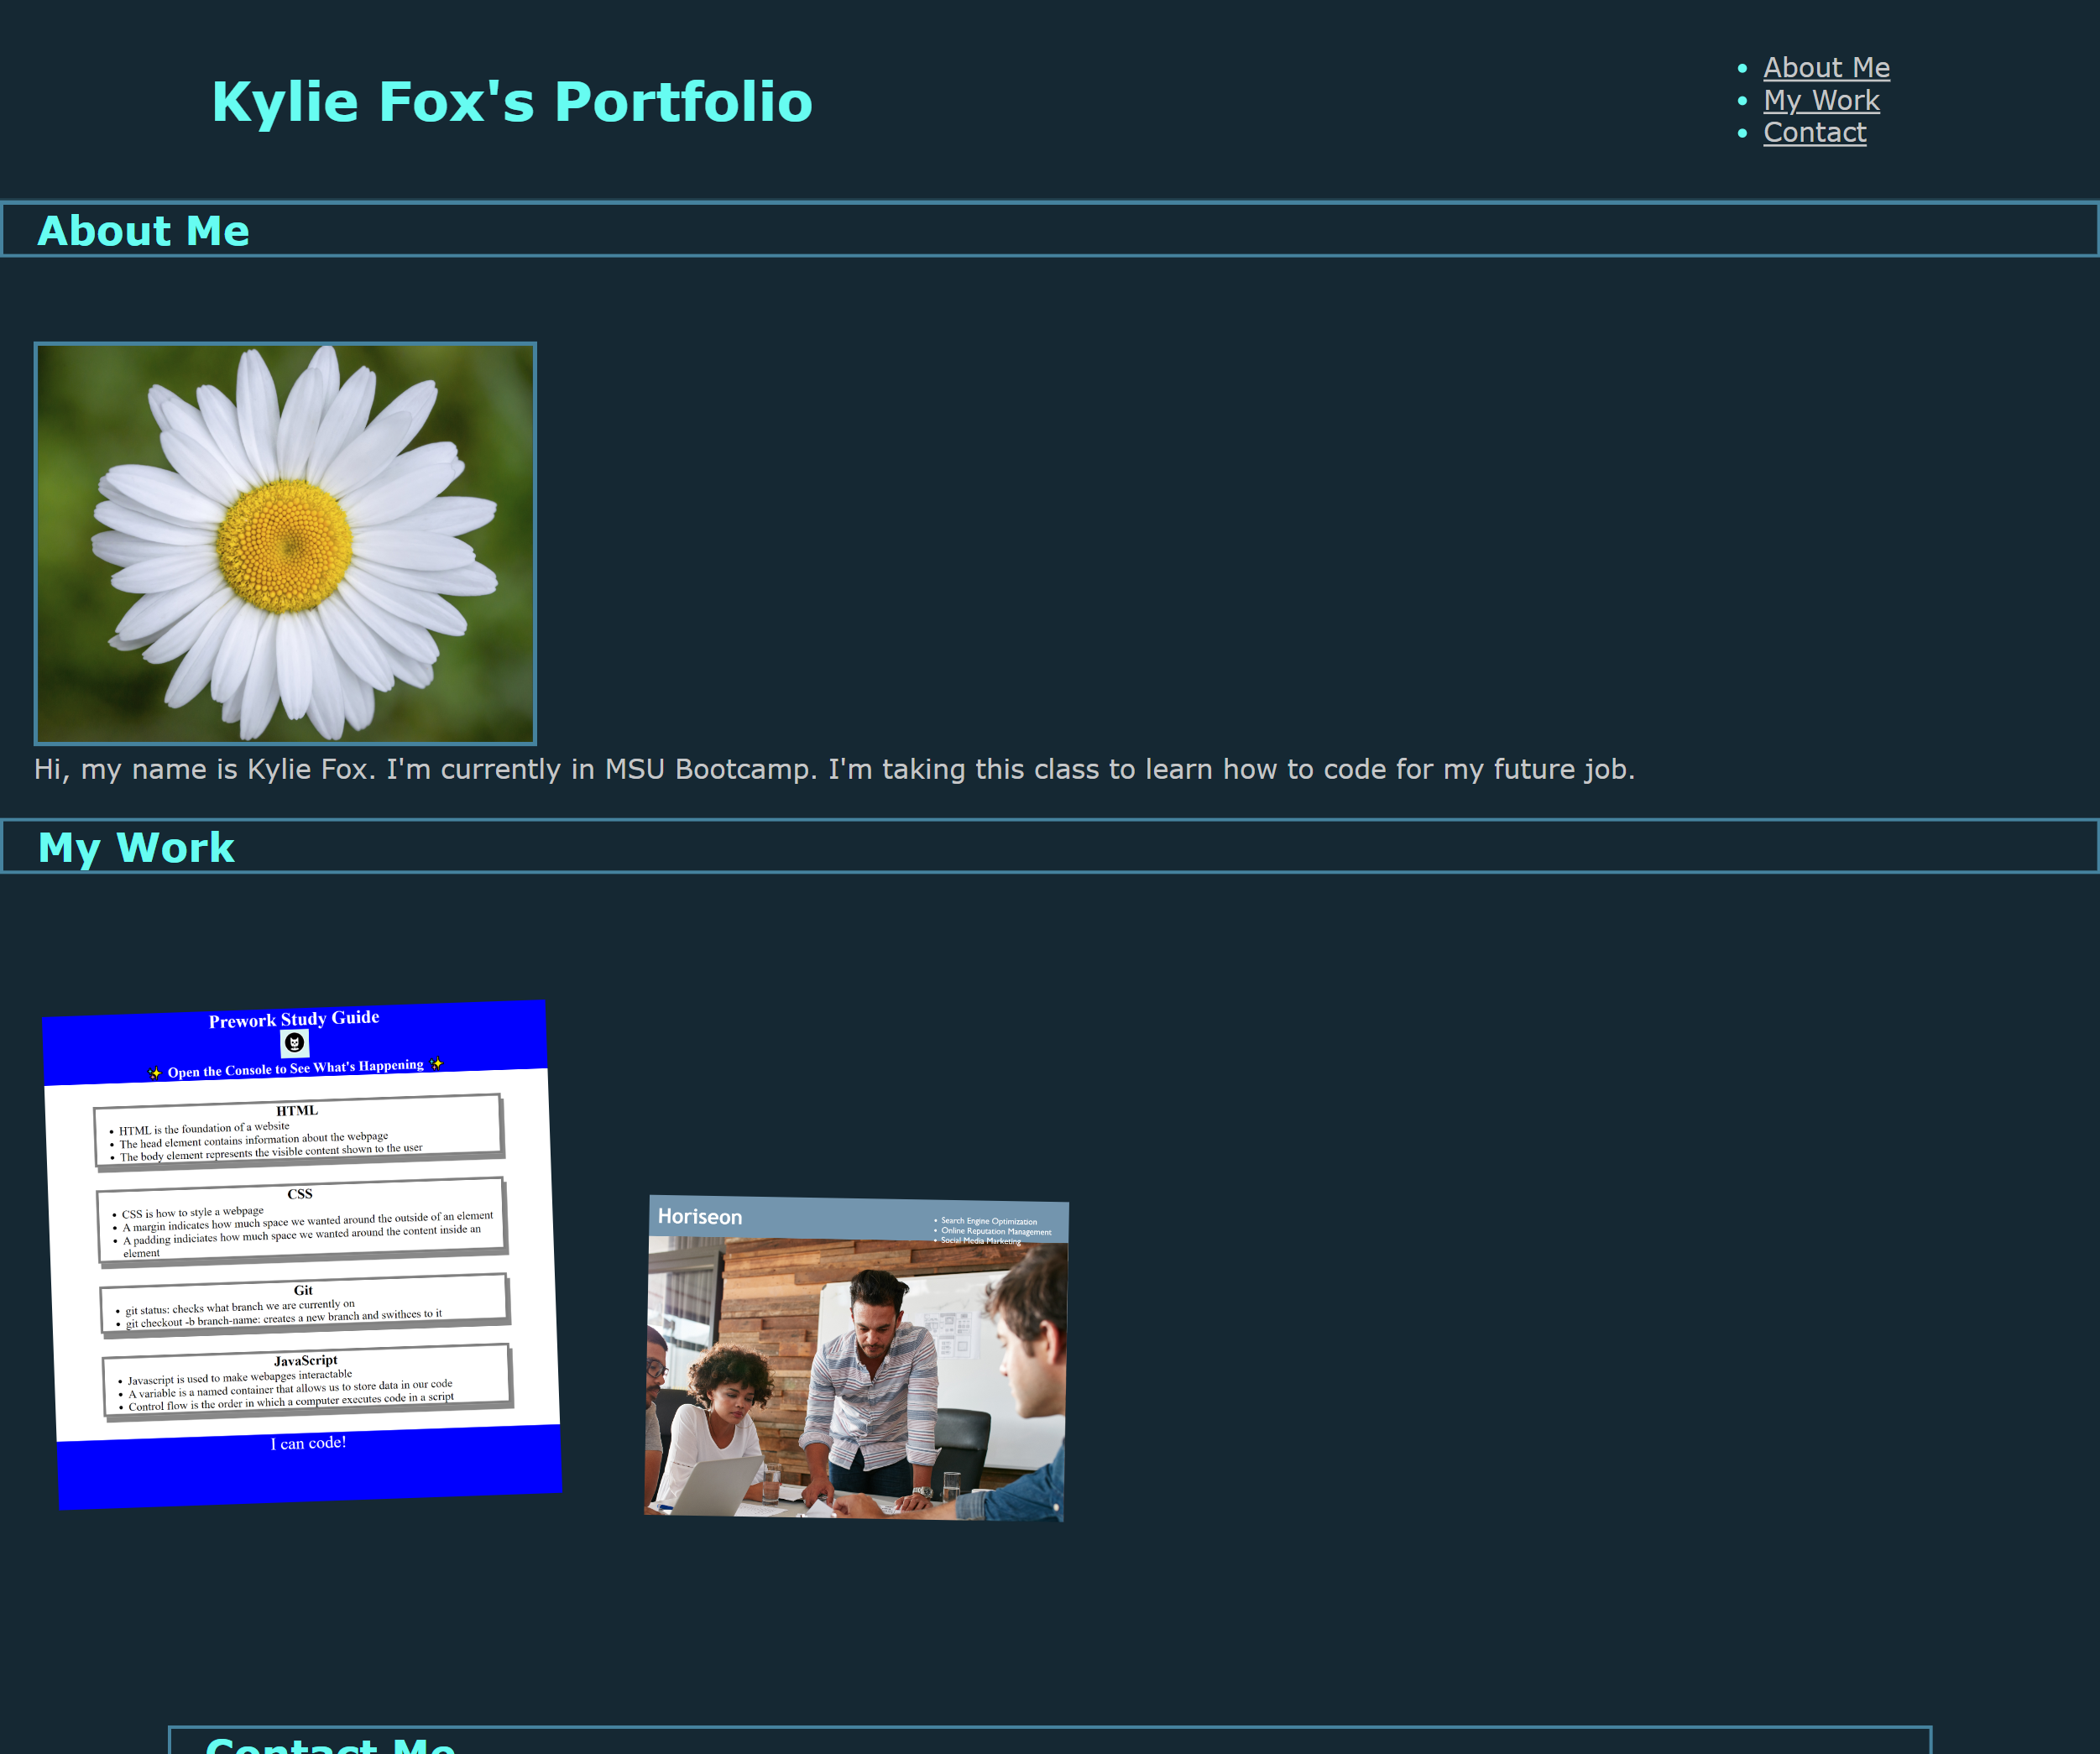 Kylie Fox's Portfolio
About Me
My Work
Contact
About Me
Hi, my name is Kylie Fox. I'm currently in MSU Bootcamp. I'm taking this class to learn how to code for my future job.
My Work
Prework Study Guide
✨ Open the Console to See What's Happening ✨
HTML
HTML is the foundation of a website
The head element contains information about the webpage
The body element represents the visible content shown to the user
CSS
CSS is how to style a webpage
A margin indicates how much space we wanted around the outside of an element
A padding indiciates how much space we wanted around the content inside an
element
Git
git status: checks what branch we are currently on
git checkout -b branch-name: creates a new branch and swithces to it
JavaScript
Javascript is used to make webapges interactable
A variable is a named container that allows us to store data in our code
Control flow is the order in which a computer executes code in a script
I can code!
Horiseon
Search Engine Optimization
Online Reputation Management
Social Media Marketing
Contact Me